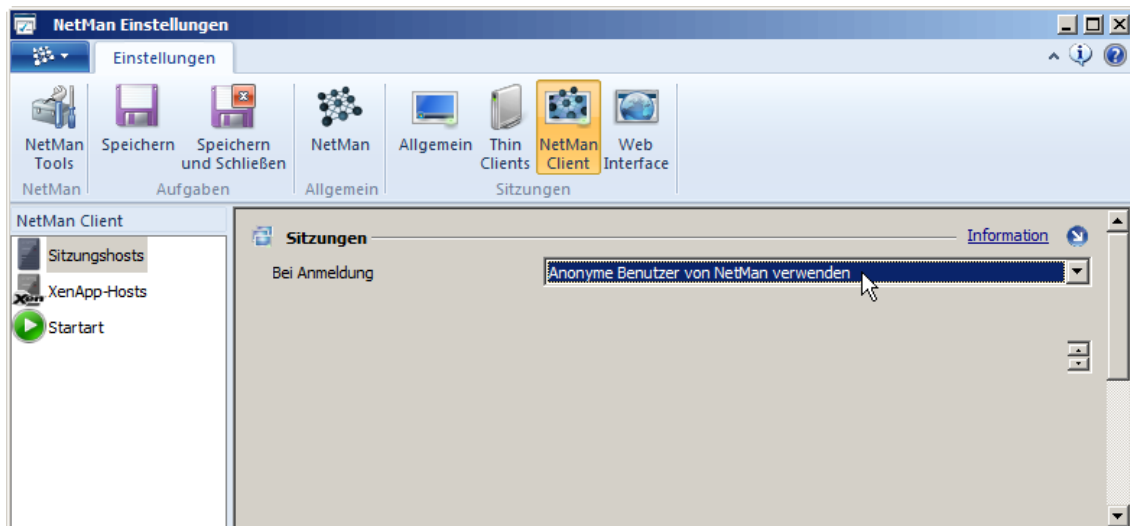 NetMan Einstellungen
Einstellungen
NetMan Tools
Speichern
Speichern und Schließen
NetMan
Allgemein
Thin Clients
NetMan Client
Web Interface
NetMan
Aufgaben
Allgemein
Sitzungen
NetMan Client
Sitzungshosts
Xen XenApp-Hosts
Startart
Sitzungen
Information
Bei Anmeldung
Anonyme Benutzer von NetMan verwenden